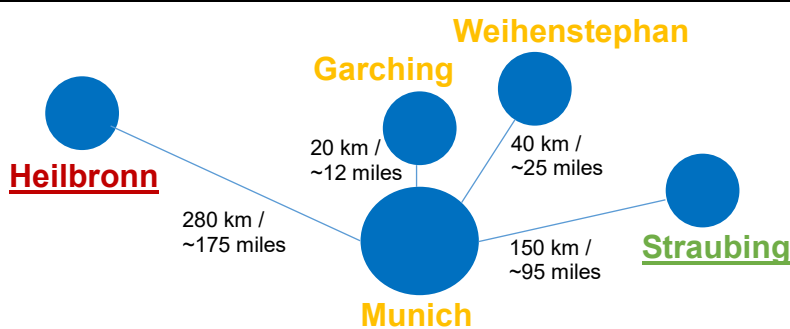 Weihenstephan
Garching
20 km /
~12 miles
40 km /
~25 miles
Heilbronn
280 km /
~175 miles
150 km /
~95 miles
Straubing
Munich